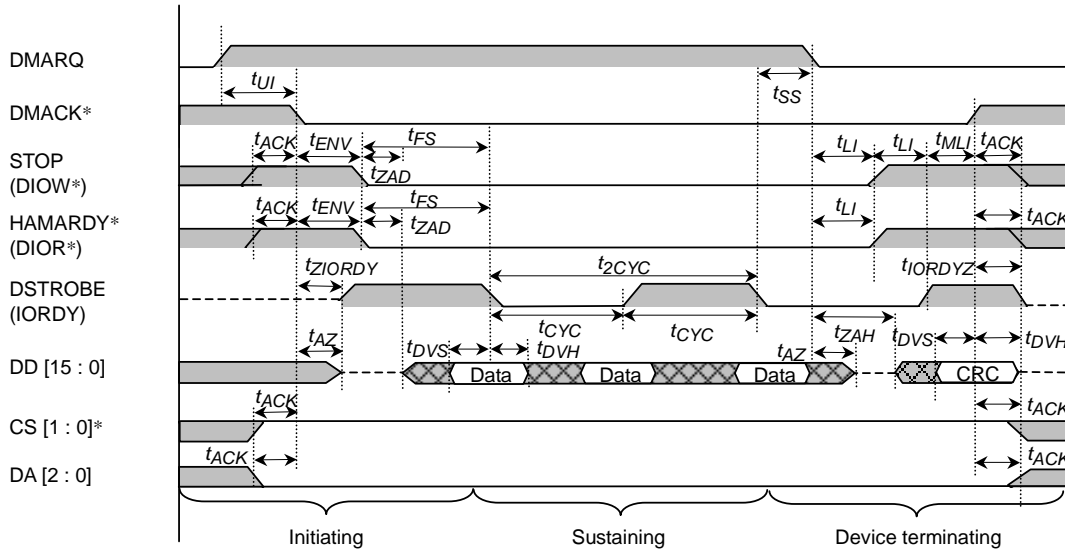 DMARQ
tUI
tSS
DMACK*
tACK tENV tFS tLI tLI tMLI tACK
STOP
(DIOW*)
tZAD
tFS
HAMARDY*
(DIOR*)
tACK tENV tZAD tLI tACK
tZIORDY t2CYC tIORDYZ
DSTROBE
(IORDY)
tCYC tCYC
tAZ tDVS tDVH tAZ tZAH tDVS tDVH
DD [15 : 0]
Data Data Data CRC
tACK tACK
CS [1 : 0]*
tACK tACK
DA [2 : 0]
Initiating Sustaining Device terminating